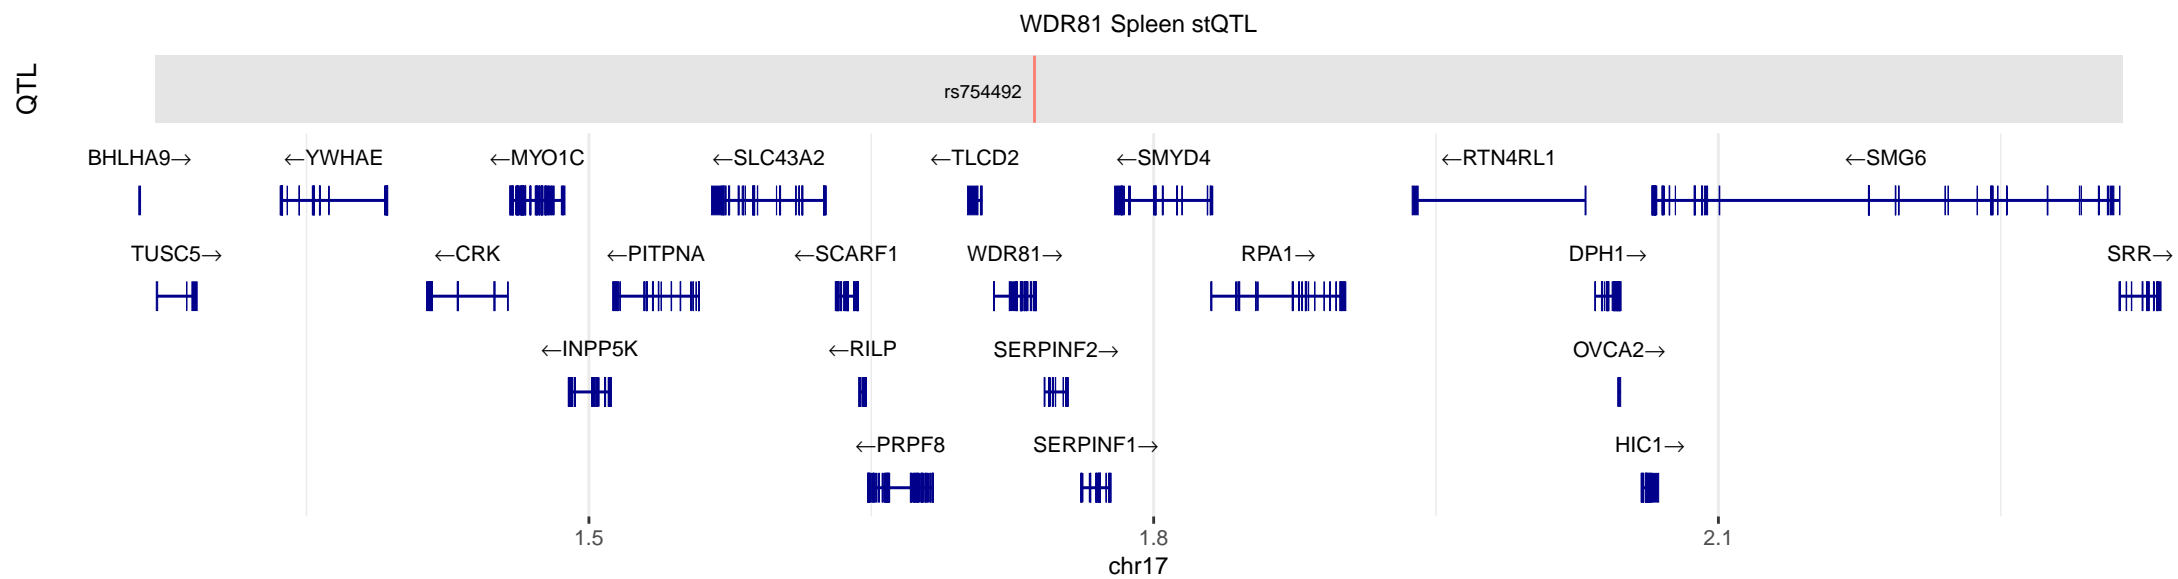 WDR81 Spleen stQTL
QTL
rs754492
BHLHA9→ ←YWHAE ←MYO1C ←SLC43A2 ←TLCD2 ←SMYD4 ←RTN4RL1 ←SMG6
TUSC5→ ←CRK ←PITPNA ←SCARF1 WDR81→ RPA1→ DPH1→ SRR→
←INPP5K ←RILP SERPINF2→ OVCA2→
←PRPF8 SERPINF1→ HIC1→
1.5 1.8 2.1
chr17